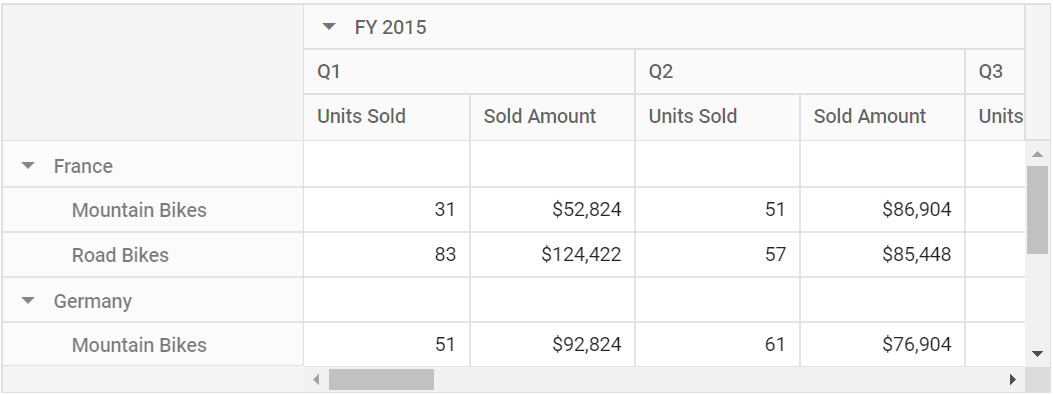 FY 2015
Q1 Q2 Q3
Units Sold Sold Amount Units Sold Sold Amount Units
France
Mountain Bikes 31 $52,824 51 $86,904
Road Bikes 83 $124,422 57 $85,448
Germany
Mountain Bikes 51 $92,824 61 $76,904